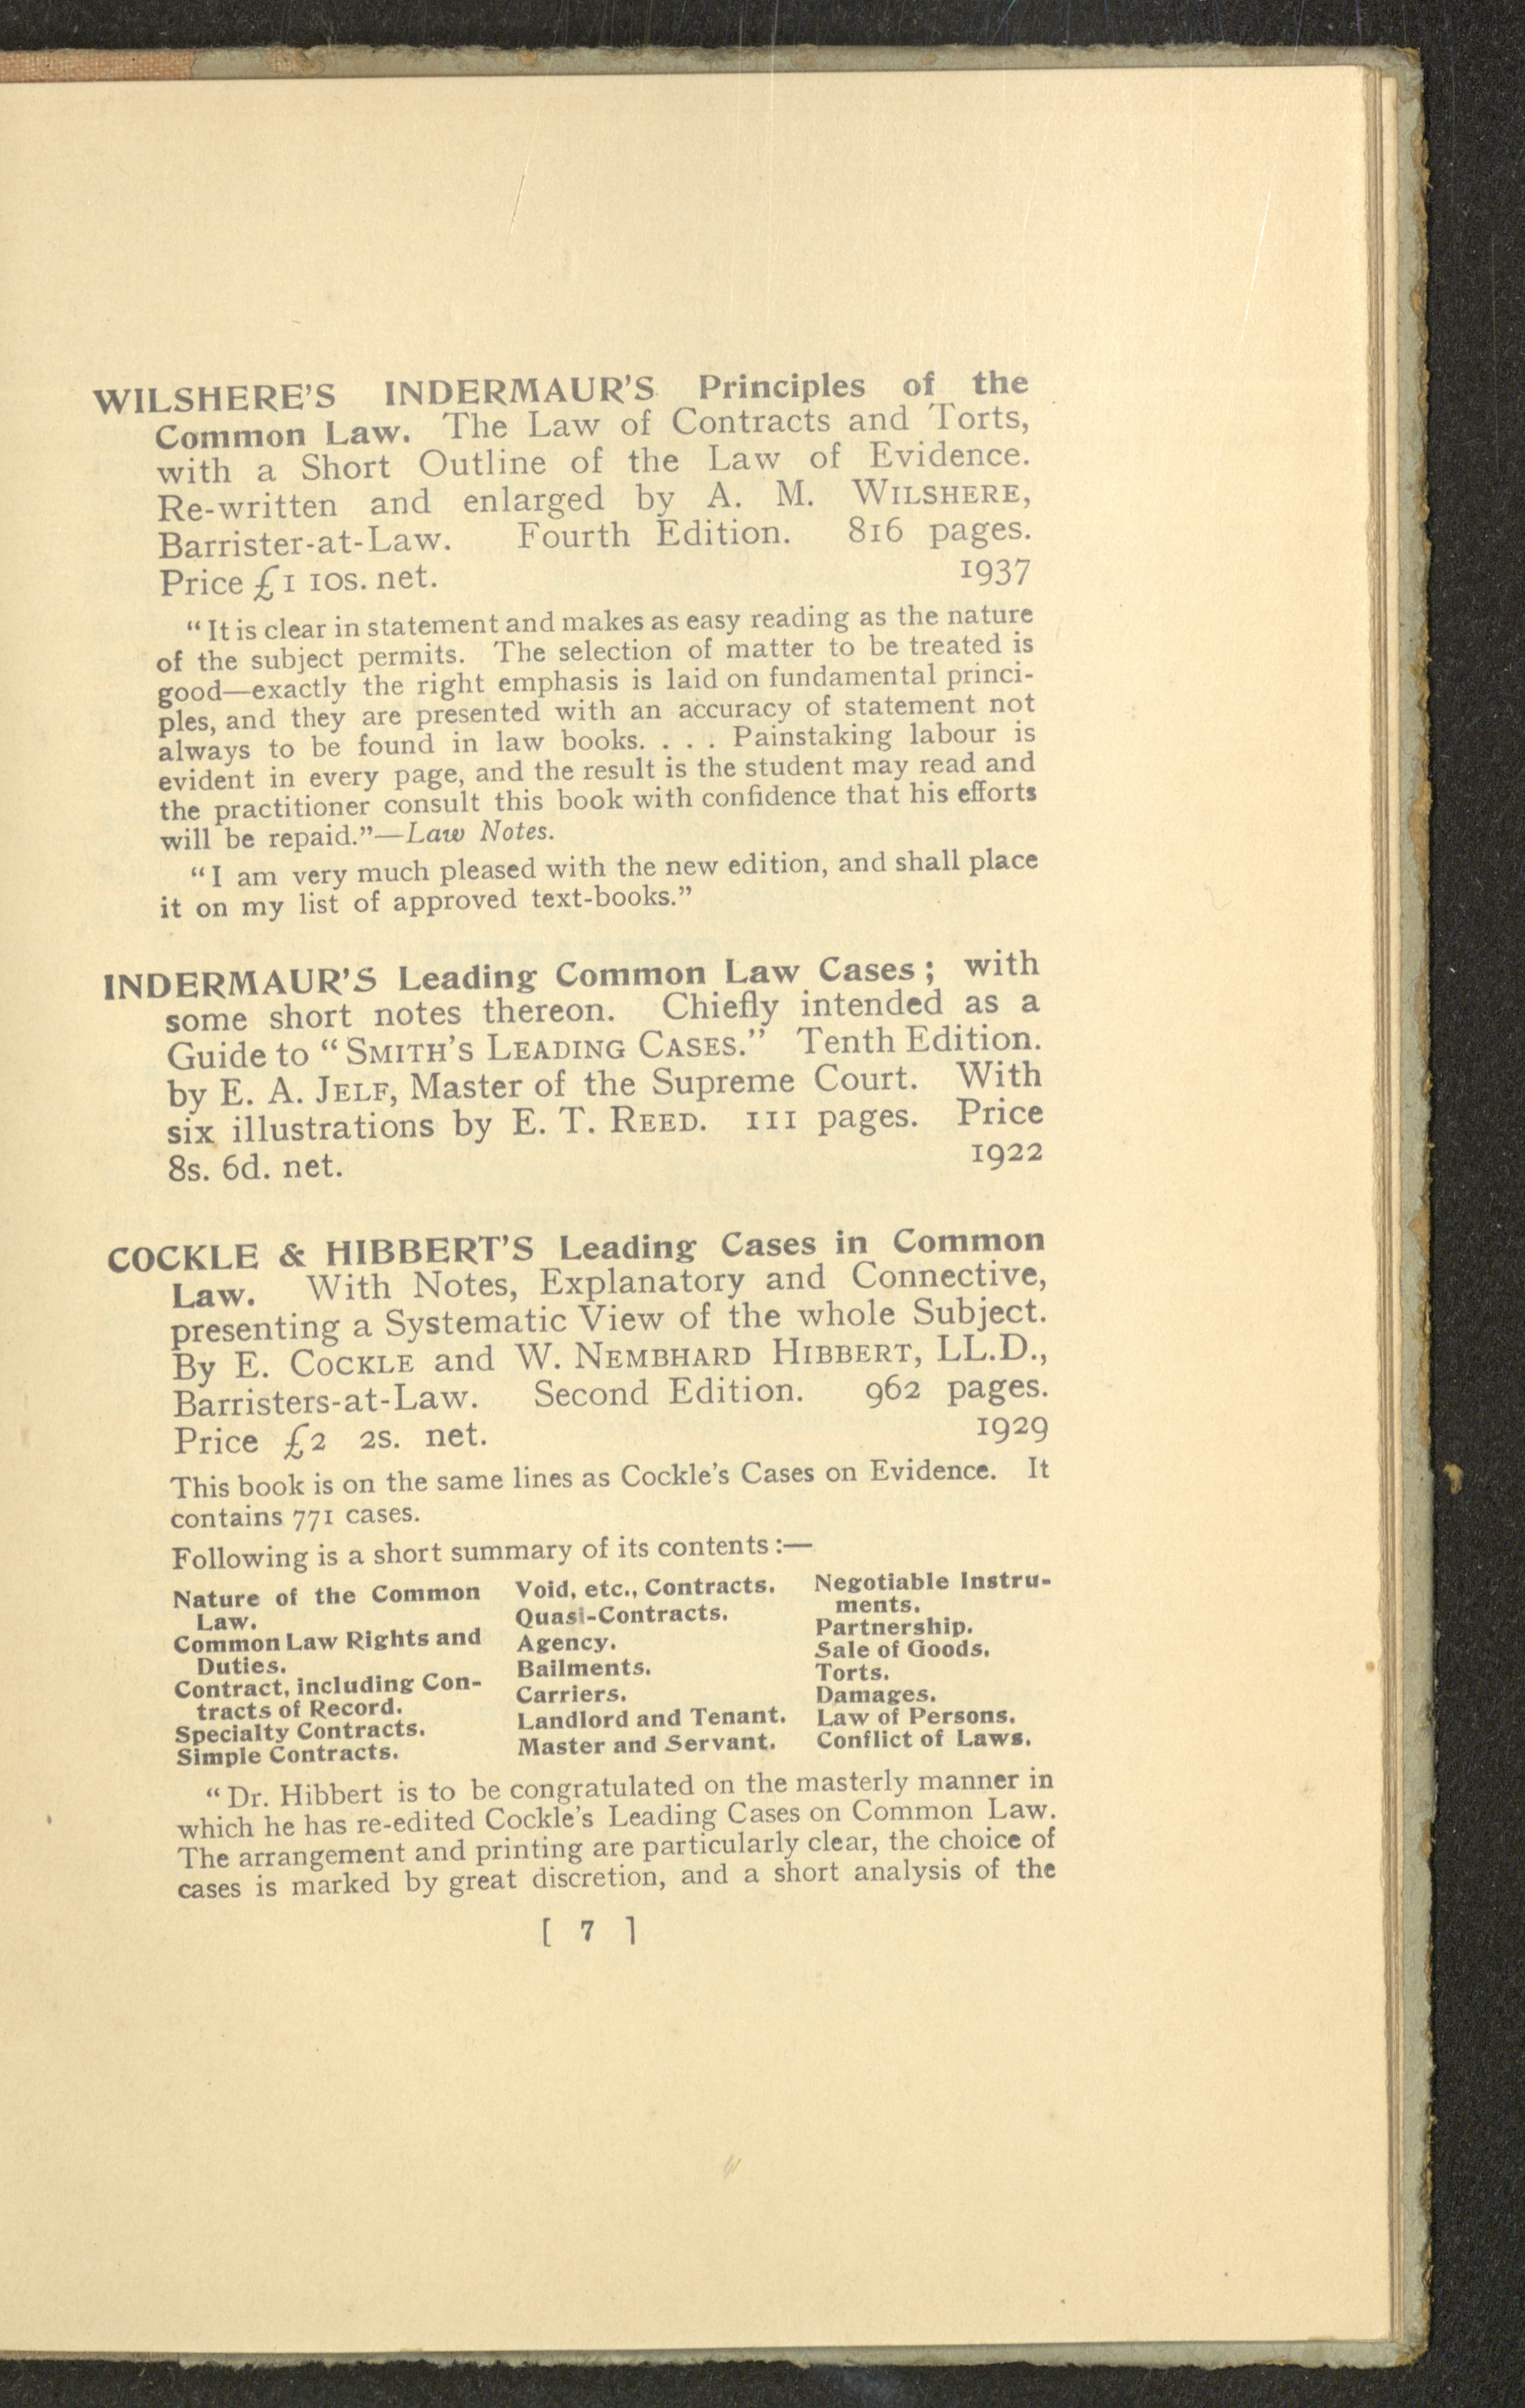 WILSHERE'S INDERMAUR'S Principles of the
Common Law. The Law of Contracts and Torts,
with a Short Outline of the Law of Evidence.
Re-written and enlarged by A. M. WILSHERE,
Barrister-at-Law. Fourth Edition. 816 pages.
Price £1 10s. net. 1937
"It is clear in statement and makes as easy reading as the nature
of the subject permits. The selection of matter to be treated is
good—exactly the right emphasis is laid on fundamental princi-
ples, and they are presented with an accuracy of statement not
always to be found in law books. . . . Painstaking labour is
evident in every page, and the result is the student may read and
the practitioner consult this book with confidence that his efforts
will be repaid."—Law Notes.
"I am very much pleased with the new edition, and shall place
it on my list of approved text-books."
INDERMAUR'S Leading Common Law Cases; with
some short notes thereon. Chiefly intended as a
Guide to "SMITH'S LEADING CASES." Tenth Edition.
by E. A. JELF, Master of the Supreme Court. With
six illustrations by E. T. REED. 111 pages. Price
8s. 6d. net. 1922
COCKLE & HIBBERT'S Leading Cases in Common
Law. With Notes, Explanatory and Connective,
presenting a Systematic View of the whole Subject.
By E. COCKLE and W. NEMBHARD HIBBERT, LL.D.,
Barristers-at-Law. Second Edition. 962 pages.
Price £2 2s. net. 1929
This book is on the same lines as Cockle's Cases on Evidence. It
contains 771 cases.
Following is a short summary of its contents:—
Nature of the Common
Law.
Common Law Rights and
Duties.
Contract, including Con-
tracts of Record.
Specialty Contracts.
Simple Contracts.
Void, etc., Contracts.
Quasi-Contracts.
Agency.
Bailments.
Carriers.
Landlord and Tenant.
Master and Servant.
Negotiable Instru-
ments.
Partnership.
Sale of Goods.
Torts.
Damages.
Law of Persons.
Conflict of Laws.
"Dr. Hibbert is to be congratulated on the masterly manner in
which he has re-edited Cockle's Leading Cases on Common Law.
The arrangement and printing are particularly clear, the choice of
cases is marked by great discretion, and a short analysis of the
[ 7 ]